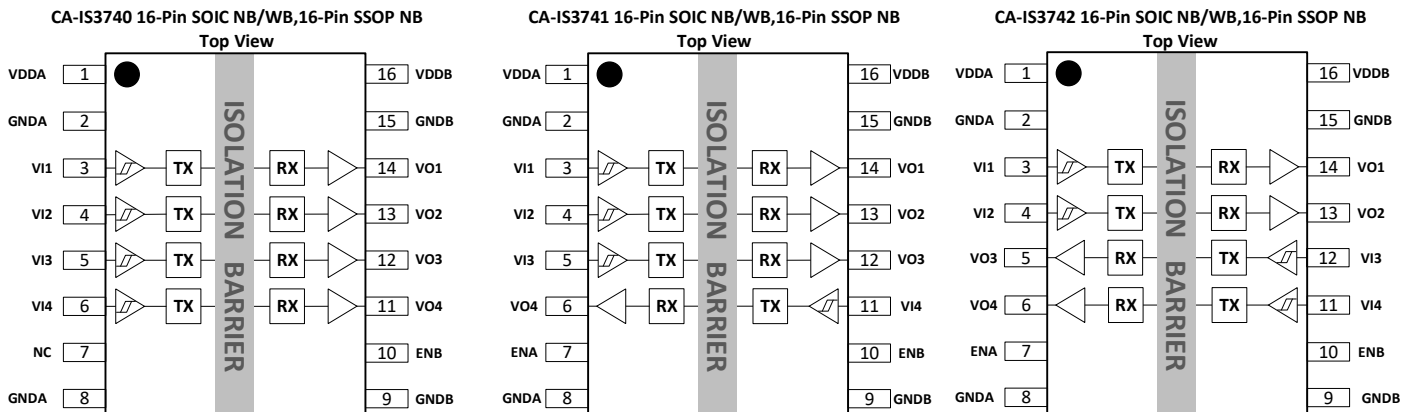 CA-IS3740 16-Pin SOIC NB/WB,16-Pin SSOP NB
Top View
VDDA 1 16 VDDB
GNDA 2 15 GNDB
VI1 3 TX RX 14 VO1
VI2 4 TX RX 13 VO2
VI3 5 TX RX 12 VO3
VI4 6 TX RX 11 VO4
NC 7 10 ENB
GNDA 8 9 GNDB
ISOLATION BARRIER
CA-IS3741 16-Pin SOIC NB/WB,16-Pin SSOP NB
Top View
VDDA 1 16 VDDB
GNDA 2 15 GNDB
VI1 3 TX RX 14 VO1
VI2 4 TX RX 13 VO2
VI3 5 TX RX 12 VO3
VO4 6 RX TX 11 VI4
ENA 7 10 ENB
GNDA 8 9 GNDB
ISOLATION BARRIER
CA-IS3742 16-Pin SOIC NB/WB,16-Pin SSOP NB
Top View
VDDA 1 16 VDDB
GNDA 2 15 GNDB
VI1 3 TX RX 14 VO1
VI2 4 TX RX 13 VO2
VO3 5 RX TX 12 VI3
VO4 6 RX TX 11 VI4
ENA 7 10 ENB
GNDA 8 9 GNDB
ISOLATION BARRIER